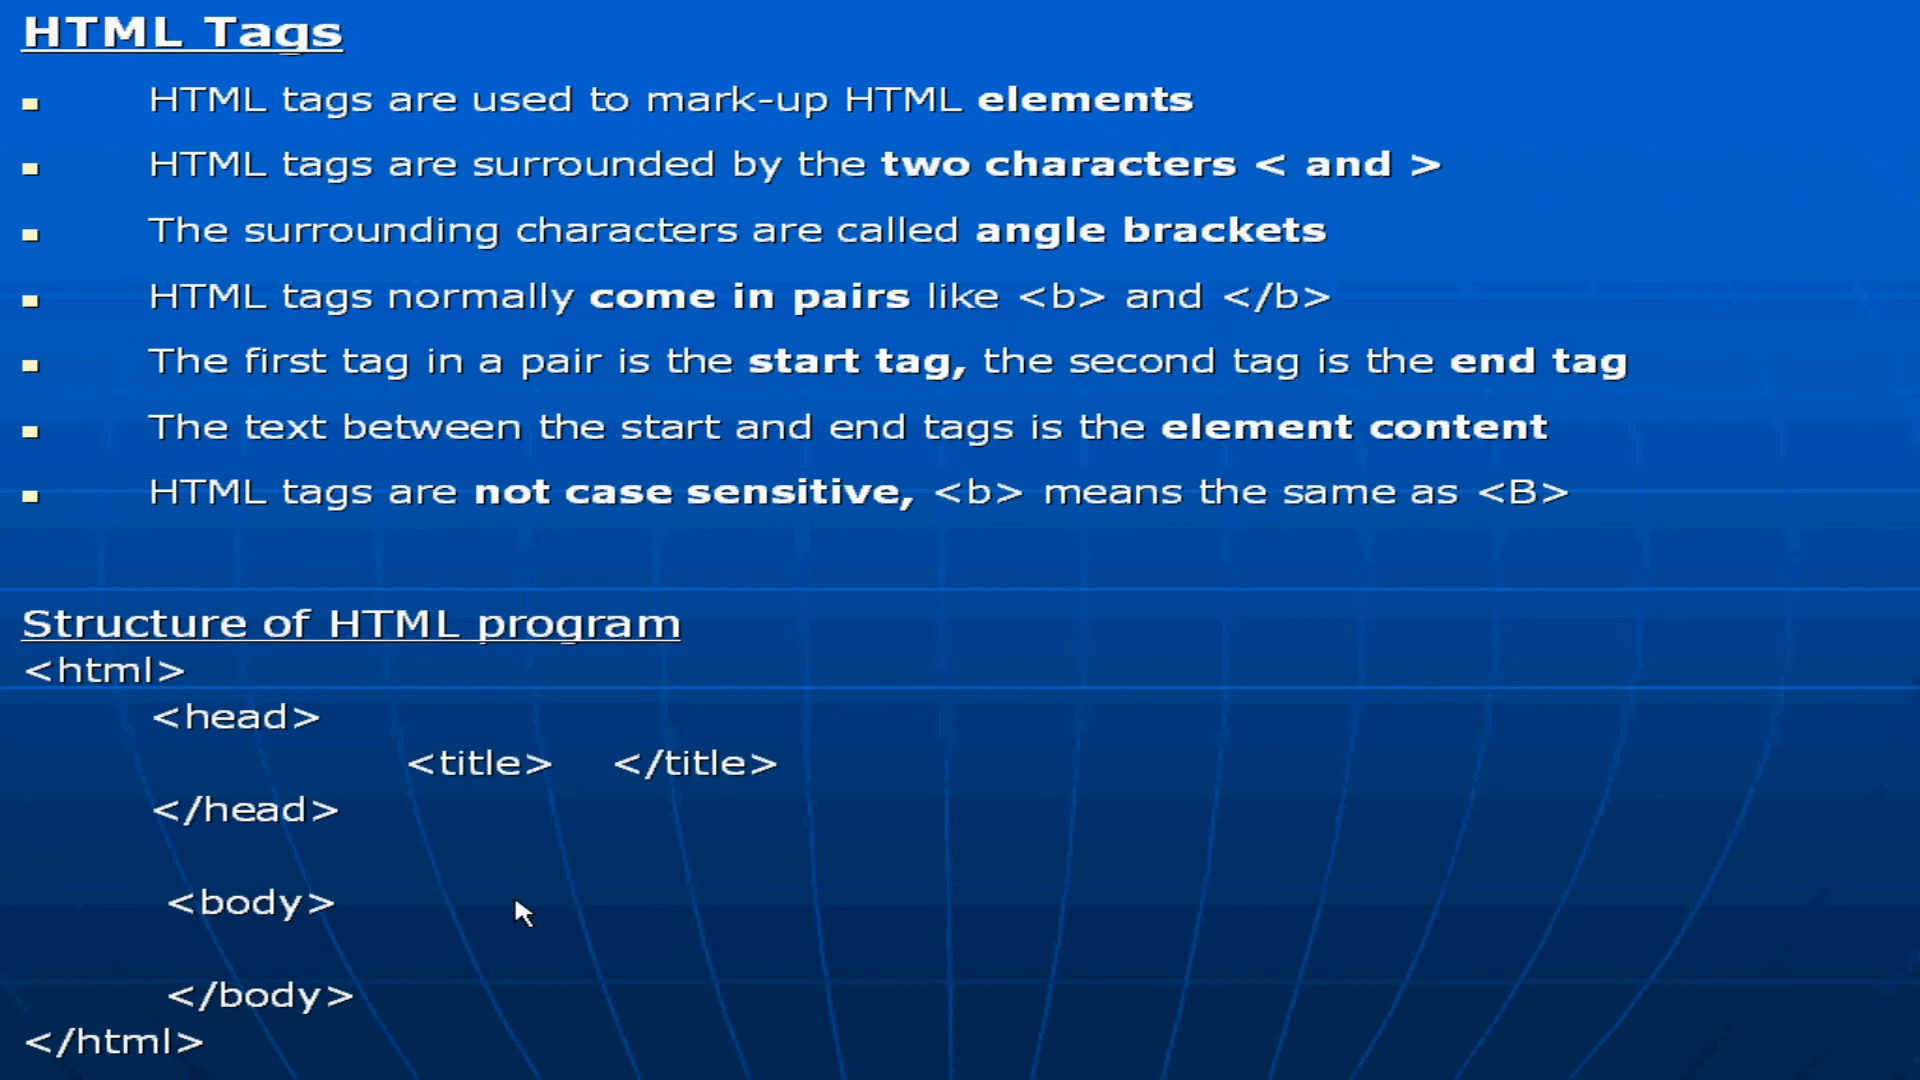 HTML Tags
HTML tags are used to mark-up HTML elements
HTML tags are surrounded by the two characters < and >
The surrounding characters are called angle brackets
HTML tags normally come in pairs like <b> and </b>
The first tag in a pair is the start tag, the second tag is the end tag
The text between the start and end tags is the element content
HTML tags are not case sensitive, <b> means the same as <B>
Structure of HTML program
<html>
<head>
<title> </title>
</head>
<body>
</body>
</html>